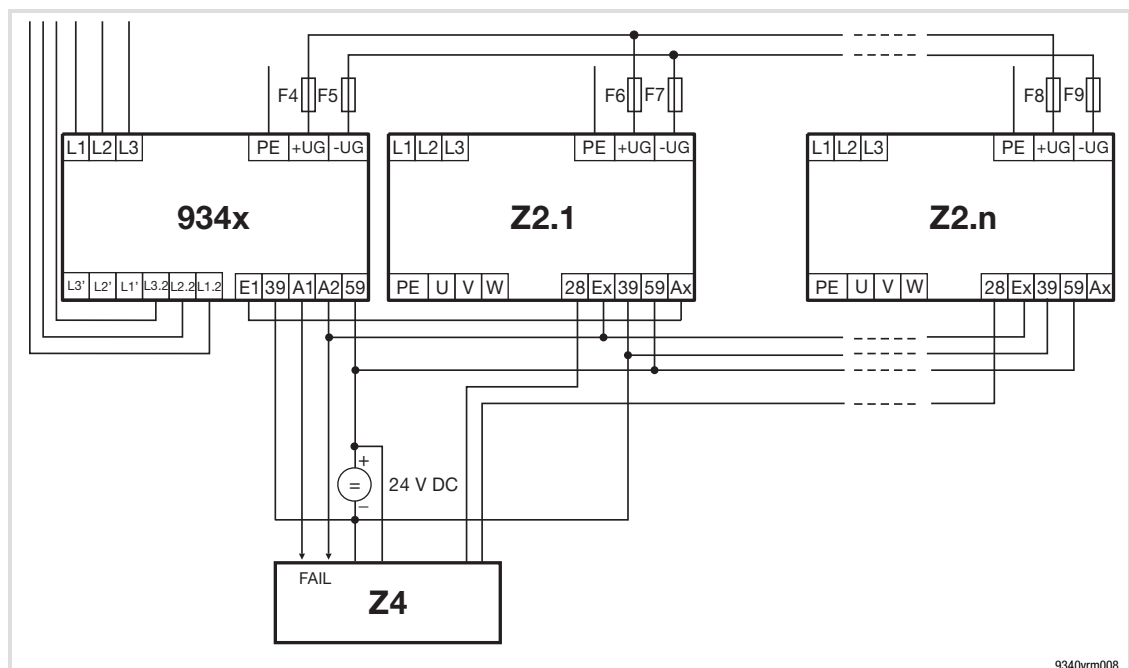 F4 F5 F6 F7 F8 F9
L1 L2 L3 PE +UG -UG L1 L2 L3 PE +UG -UG L1 L2 L3 PE +UG -UG
934x Z2.1 Z2.n
L3' L2' L1' L3.2 L2.2 L1.2 E1 39 A1 A2 59 PE U V W 28 Ex 39 59 Ax PE U V W 28 Ex 39 59 Ax
+
= 24 V DC
−
FAIL
Z4
9340vrm008